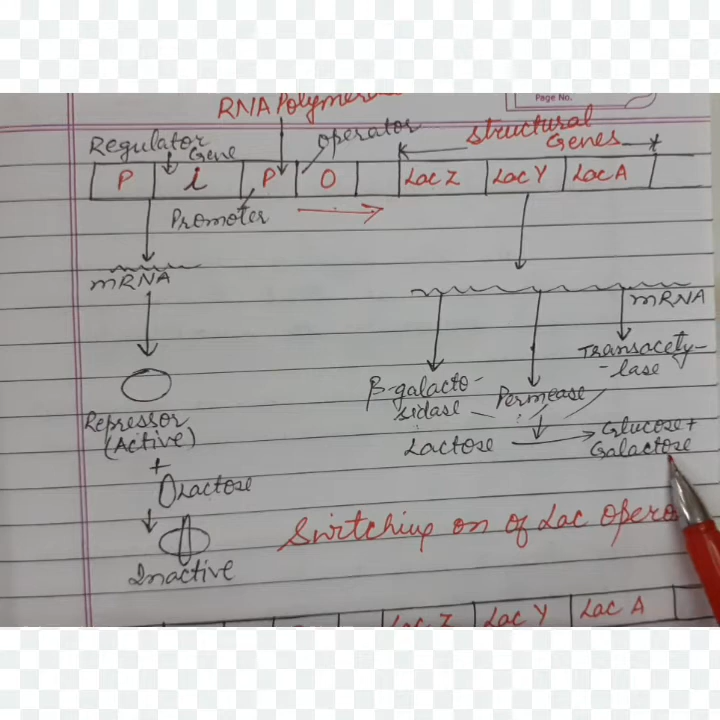 Page No.
RNA Polymer
Regulator Gene
operator
Structural Genes
P i P O Lac Z Lac Y Lac A
Promoter
mRNA
mRNA
Transacety-
-lase
β-galacto-
sidase
Permease
Repressor
(Active)
Lactose
Glucose+
Galactose
+
Lactose
Switching on of Lac opero
Inactive
Lac Z Lac Y Lac A